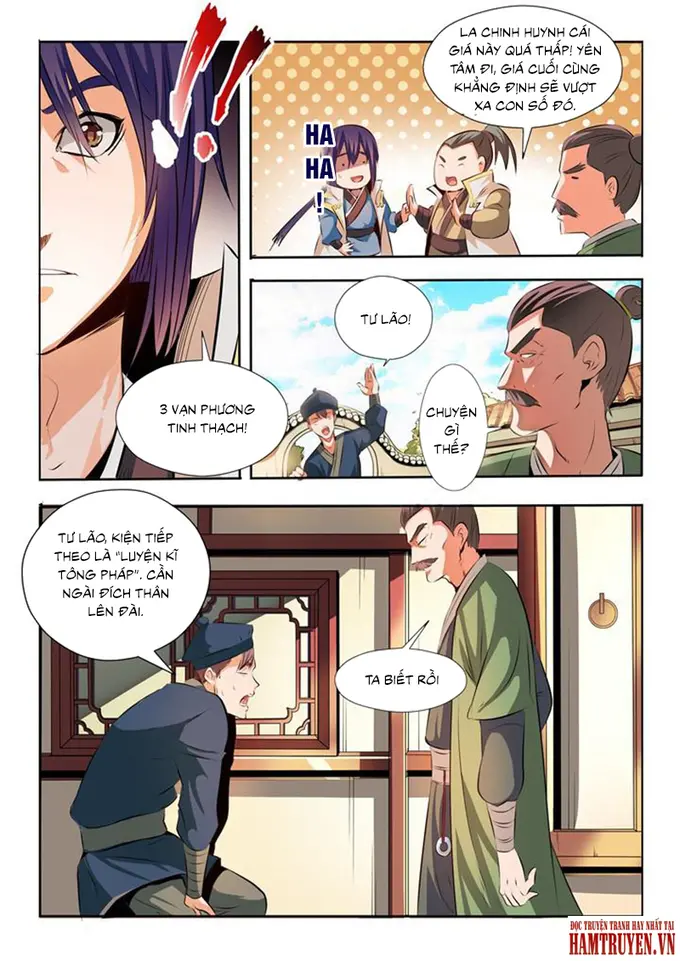 3 VẠN PHƯƠNG
TINH THẠCH!
LA CHINH HUYNH CÁI
GIÁ NÀY QUÁ THẤP! YÊN
TÂM ĐI, GIÁ CUỐI CÙNG
KHẲNG ĐỊNH SẼ VƯỢT
XA CON SỐ ĐÓ.
HA
HA
!
TƯ LÃO!
CHUYỆN
GÌ
THẾ?
TƯ LÃO, KIỆN TIẾP
THEO LÀ "LUYỆN KĨ
TÔNG PHÁP". CẦN
NGÀI ĐÍCH THÂN
LÊN ĐÀI.
TA BIẾT RỒI
ĐỌC TRUYỆN TRANH HAY NHẤT TẠI
HAMTRUYEN.VN